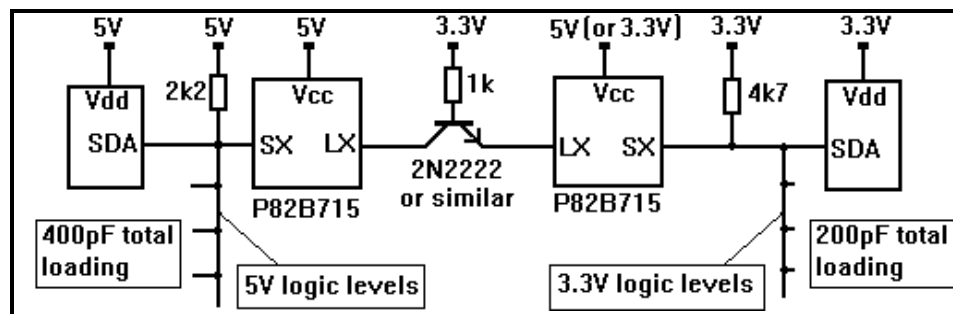 5V 5V 5V 3.3V 5V (or 3.3V) 3.3V 3.3V
Vdd 2k2 Vcc 1k Vcc 4k7 Vdd
SDA SX LX LX SX SDA
2N2222
or similar
P82B715 P82B715
400pF total
loading
5V logic levels
3.3V logic levels
200pF total
loading